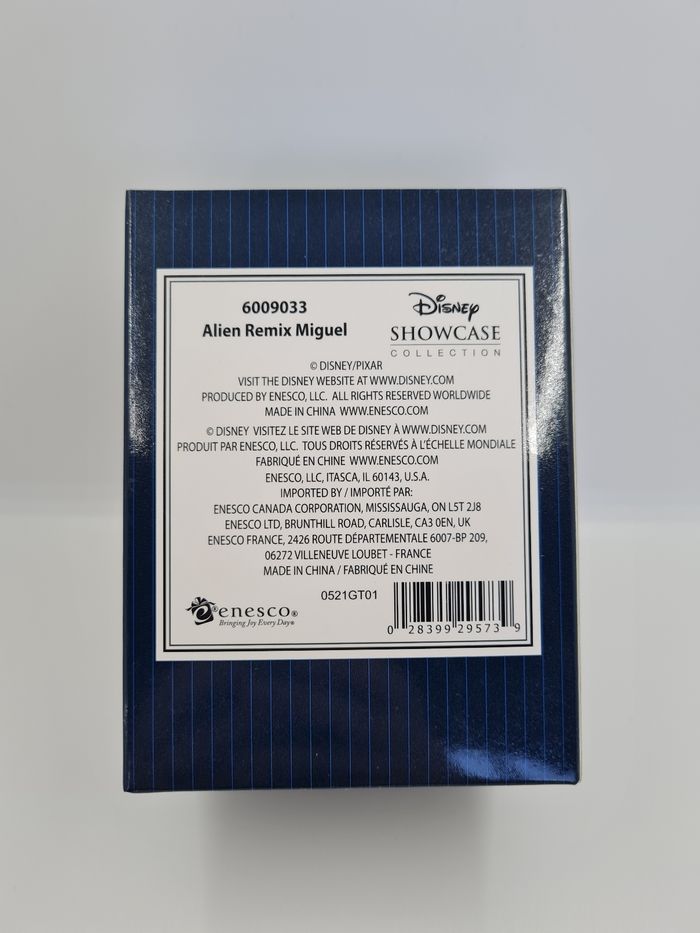 6009033
Alien Remix Miguel
Disney
SHOWCASE
COLLECTION
© DISNEY/PIXAR
VISIT THE DISNEY WEBSITE AT WWW.DISNEY.COM
PRODUCED BY ENESCO, LLC. ALL RIGHTS RESERVED WORLDWIDE
MADE IN CHINA WWW.ENESCO.COM
© DISNEY VISITEZ LE SITE WEB DE DISNEY À WWW.DISNEY.COM
PRODUIT PAR ENESCO, LLC. TOUS DROITS RÉSERVÉS À L'ÉCHELLE MONDIALE
FABRIQUÉ EN CHINE WWW.ENESCO.COM
ENESCO, LLC, ITASCA, IL 60143, U.S.A.
IMPORTED BY / IMPORTÉ PAR:
ENESCO CANADA CORPORATION, MISSISSAUGA, ON L5T 2J8
ENESCO LTD, BRUNTHILL ROAD, CARLISLE, CA3 0EN, UK
ENESCO FRANCE, 2426 ROUTE DÉPARTEMENTALE 6007-BP 209,
06272 VILLENEUVE LOUBET - FRANCE
MADE IN CHINA / FABRIQUÉ EN CHINE
0521GT01
enesco®
Bringing Joy Every Day®
0 28399 29573 9